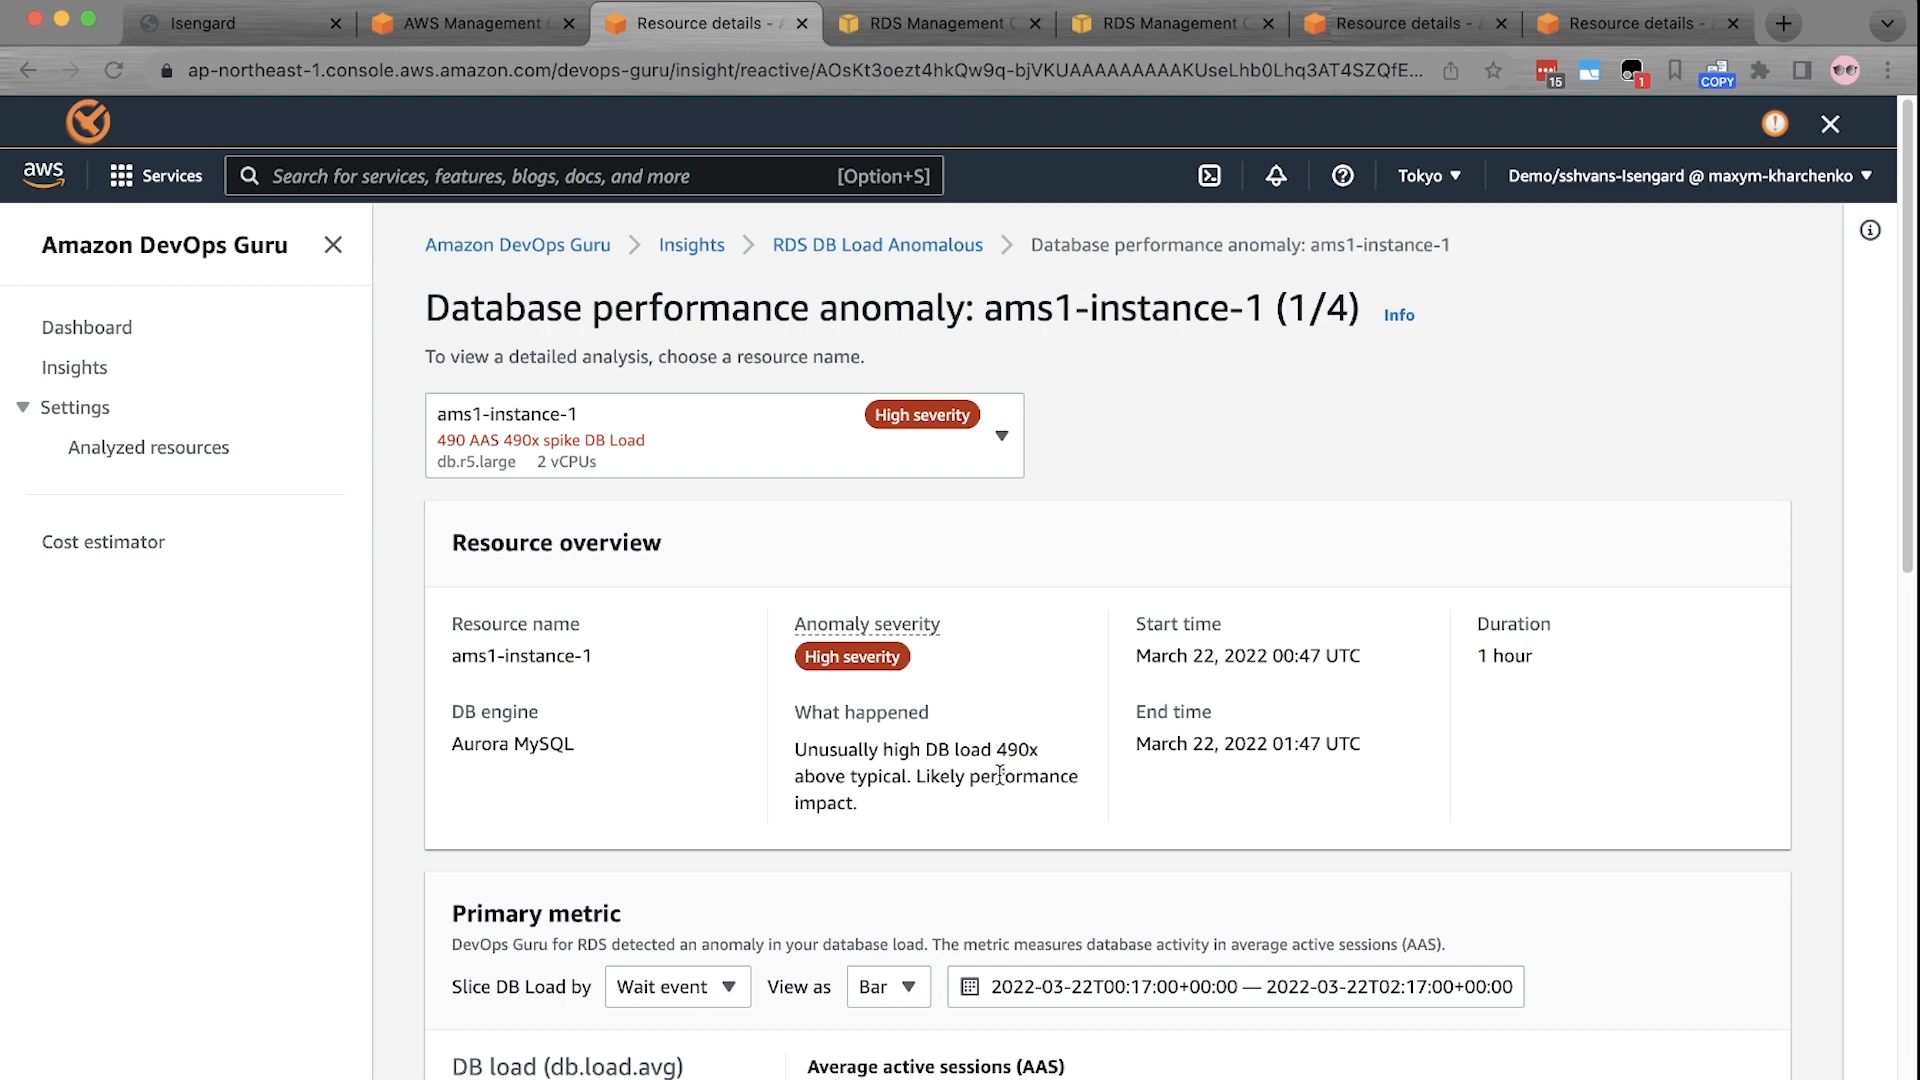 Isengard
AWS Management C
Resource details - A
RDS Management C
RDS Management C
Resource details - A
Resource details - A
ap-northeast-1.console.aws.amazon.com/devops-guru/insight/reactive/AOsKt3oezt4hkQw9q-bjVKUAAAAAAAAAKUseLhb0Lhq3AT4SZQfE...
15
1
COPY
aws
Services
Search for services, features, blogs, docs, and more
[Option+S]
Tokyo
Demo/sshvans-Isengard @ maxym-kharchenko
Amazon DevOps Guru
Dashboard
Insights
Settings
Analyzed resources
Cost estimator
Amazon DevOps Guru
Insights
RDS DB Load Anomalous
Database performance anomaly: ams1-instance-1
Database performance anomaly: ams1-instance-1 (1/4) Info
To view a detailed analysis, choose a resource name.
ams1-instance-1
High severity
490 AAS 490x spike DB Load
db.r5.large 2 vCPUs
Resource overview
Resource name
ams1-instance-1
DB engine
Aurora MySQL
Anomaly severity
High severity
What happened
Unusually high DB load 490x
above typical. Likely performance
impact.
Start time
March 22, 2022 00:47 UTC
End time
March 22, 2022 01:47 UTC
Duration
1 hour
Primary metric
DevOps Guru for RDS detected an anomaly in your database load. The metric measures database activity in average active sessions (AAS).
Slice DB Load by
Wait event
View as
Bar
2022-03-22T00:17:00+00:00 — 2022-03-22T02:17:00+00:00
DB load (db.load.avg)
Average active sessions (AAS)